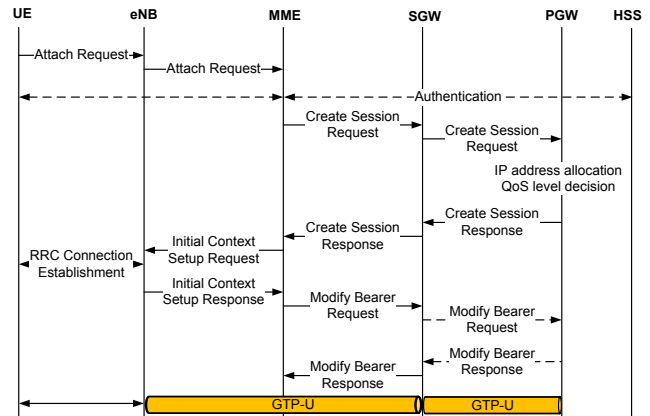 UE eNB MME SGW PGW HSS
Attach Request
Attach Request
Authentication
Create Session
Request
Create Session
Request
IP address allocation
QoS level decision
Create Session
Response
Create Session
Response
Initial Context
Setup Request
RRC Connection
Establishment
Initial Context
Setup Response
Modify Bearer
Request
Modify Bearer
Request
Modify Bearer
Response
Modify Bearer
Response
GTP-U GTP-U